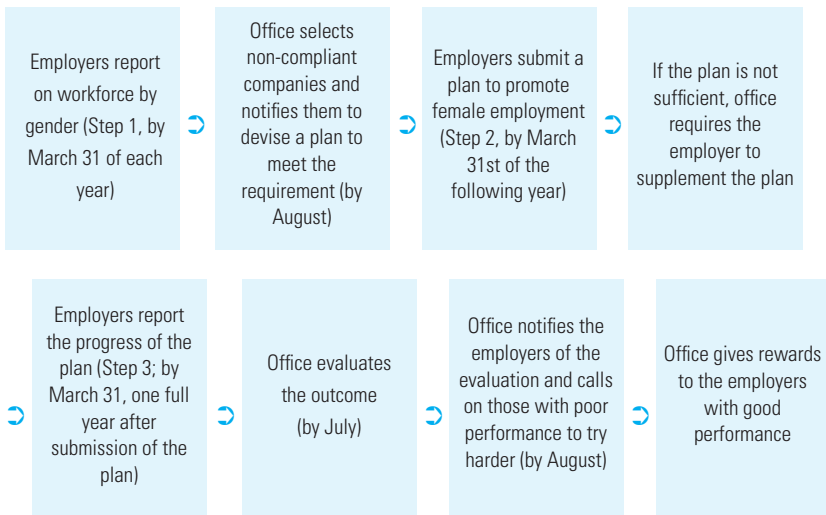 Employers report
on workforce by
gender (Step 1, by
March 31 of each
year)
Office selects
non-compliant
companies and
notifies them to
devise a plan to
meet the
requirement (by
August)
Employers submit a
plan to promote
female employment
(Step 2, by March
31st of the
following year)
If the plan is not
sufficient, office
requires the
employer to
supplement the plan
Employers report
the progress of the
plan (Step 3; by
March 31, one full
year after
submission of the
plan)
Office evaluates
the outcome
(by July)
Office notifies the
employers of the
evaluation and calls
on those with poor
performance to try
harder (by August)
Office gives rewards
to the employers
with good
performance